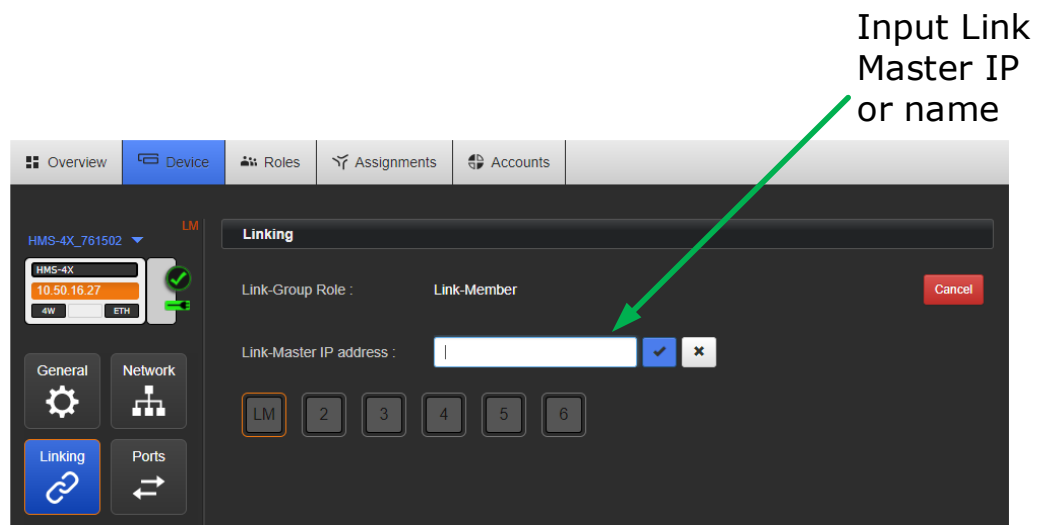 Input Link
Master IP
or name
Overview Device Roles Assignments Accounts
LM
HMS-4X_761502
Linking
HMS-4X
10.50.16.27
4W ETH
Link-Group Role : Link-Member Cancel
Link-Master IP address :
General Network
LM 2 3 4 5 6
Linking Ports